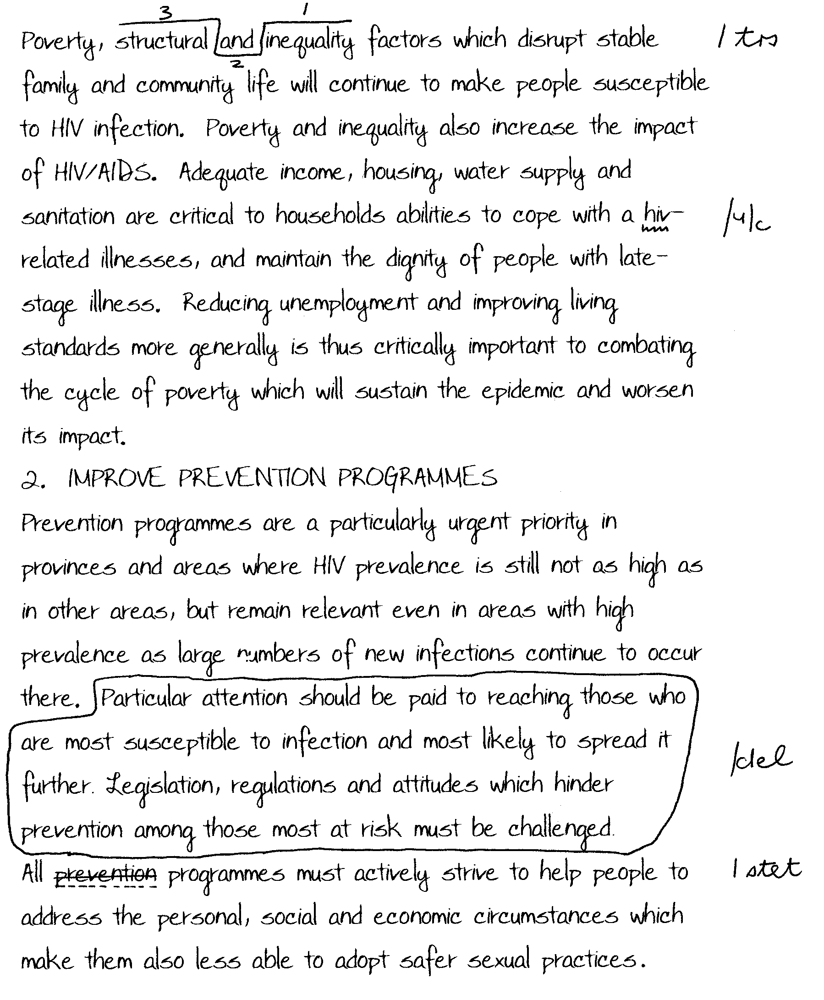 3 1
Poverty, structural and inequality factors which disrupt stable / trs
2
family and community life will continue to make people susceptible
to HIV infection. Poverty and inequality also increase the impact
of HIV/AIDS. Adequate income, housing, water supply and
sanitation are critical to households abilities to cope with a hiv- /u/c
related illnesses, and maintain the dignity of people with late-
stage illness. Reducing unemployment and improving living
standards more generally is thus critically important to combating
the cycle of poverty which will sustain the epidemic and worsen
its impact.
2. IMPROVE PREVENTION PROGRAMMES
Prevention programmes are a particularly urgent priority in
provinces and areas where HIV prevalence is still not as high as
in other areas, but remain relevant even in areas with high
prevalence as large numbers of new infections continue to occur
there. Particular attention should be paid to reaching those who
are most susceptible to infection and most likely to spread it /del
further. Legislation, regulations and attitudes which hinder
prevention among those most at risk must be challenged.
All prevention programmes must actively strive to help people to / stet
address the personal, social and economic circumstances which
make them also less able to adopt safer sexual practices.